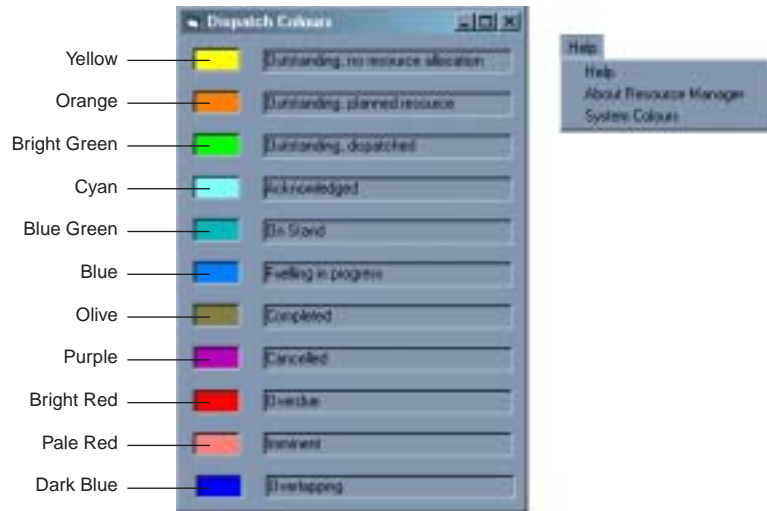 Dispatch Colours
Yellow Outstanding, no resource allocation
Orange Outstanding, planned resource
Bright Green Outstanding, dispatched
Cyan Acknowledged
Blue Green On Stand
Blue Fuelling in progress
Olive Completed
Purple Cancelled
Bright Red Overdue
Pale Red Imminent
Dark Blue Overlapping
Help
Help
About Resource Manager
System Colours